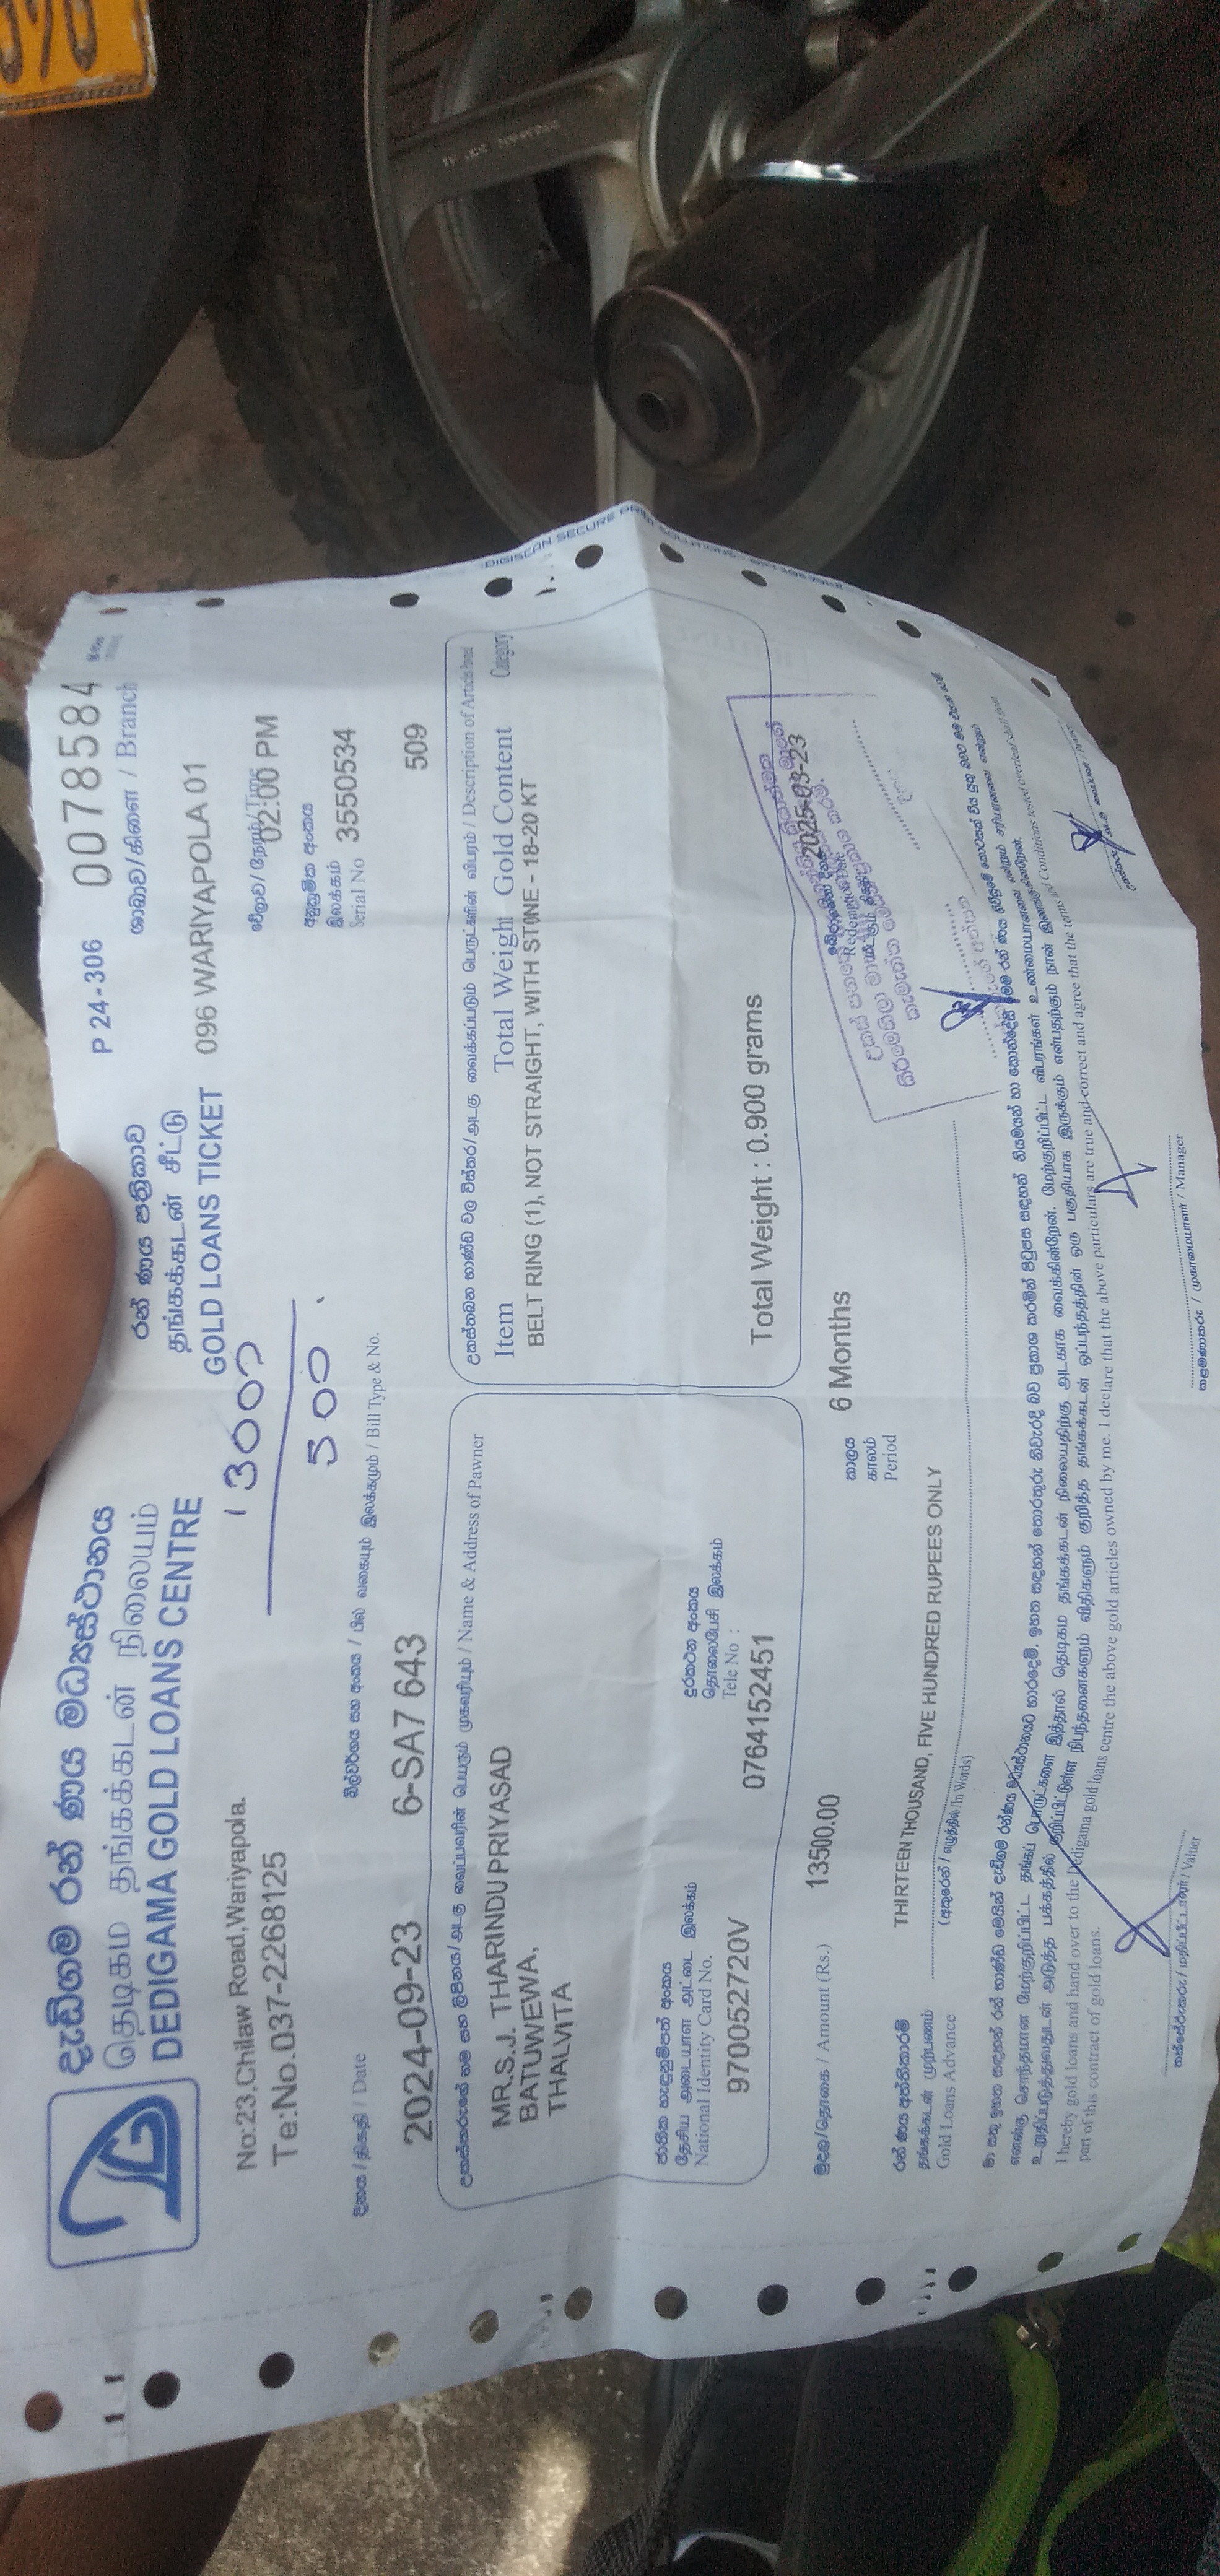 දැඩිගම රන් ණය මධ්‍යස්ථානය
தெடிகம தங்கக்கடன் நிலையம்
DEDIGAMA GOLD LOANS CENTRE
No:23,Chilaw Road,Wariyapola.
Te:No.037-2268125
රන් ණය පත්‍රිකාව
தங்கக்கடன் சீட்டு
GOLD LOANS TICKET
P 24-306
0078584
ශාඛාව/கிளை / Branch
096 WARIYAPOLA 01
13000
500
වේලාව/நேரம்/Time
02:00 PM
දිනය / திகதி / Date
2024-09-23
බිල්වර්ගය සහ අංකය / பில் வகையும் இலக்கமும் / Bill Type & No.
6-SA7 643
අනුක්‍රමික අංකය
இலக்கம்
Serial No
3550534
509
උකස්කරුගේ නම සහ ලිපිනය/அடகு வைப்பவரின் பெயரும் முகவரியும் / Name & Address of Pawner
MR.S.J. THARINDU PRIYASAD
BATUWEWA,
THALVITA
ජාතික හැඳුනුම්පත් අංකය
தேசிய அடையாள அட்டை இலக்கம்
National Identity Card No.
970052720V
දුරකථන අංකය
தொலைபேசி இலக்கம்
Tele No :
0764152451
උකස්තබන භාණ්ඩ වල විස්තර/அடகு வைக்கப்படும் பொருட்களின் விபரம் / Description of Article Pawned
Item Total Weight Gold Content Category
BELT RING (1), NOT STRAIGHT, WITH STONE - 18-20 KT
Total Weight : 0.900 grams
මුදල/தொகை / Amount (Rs.)
13500.00
කාලය
காலம்
Period
6 Months
2025-03-23
රන් ණය අත්තිකාරම්
தங்கக்கடன் முற்பணம்
Gold Loans Advance
THIRTEEN THOUSAND, FIVE HUNDRED RUPEES ONLY
(අකුරෙන් / எழுத்தில் /In Words)
I hereby gold loans and hand over to the Dedigama gold loans centre the above gold articles owned by me. I declare that the above particulars are true and correct and agree that the terms and Conditions
part of this contract of gold loans.
තක්සේරුකරු / மதிப்பீட்டாளர் / Valuer
කළමණාකරු / முகாமையாளர் / Manager
DIGISCAN SECURE PRINT SOLUTIONS